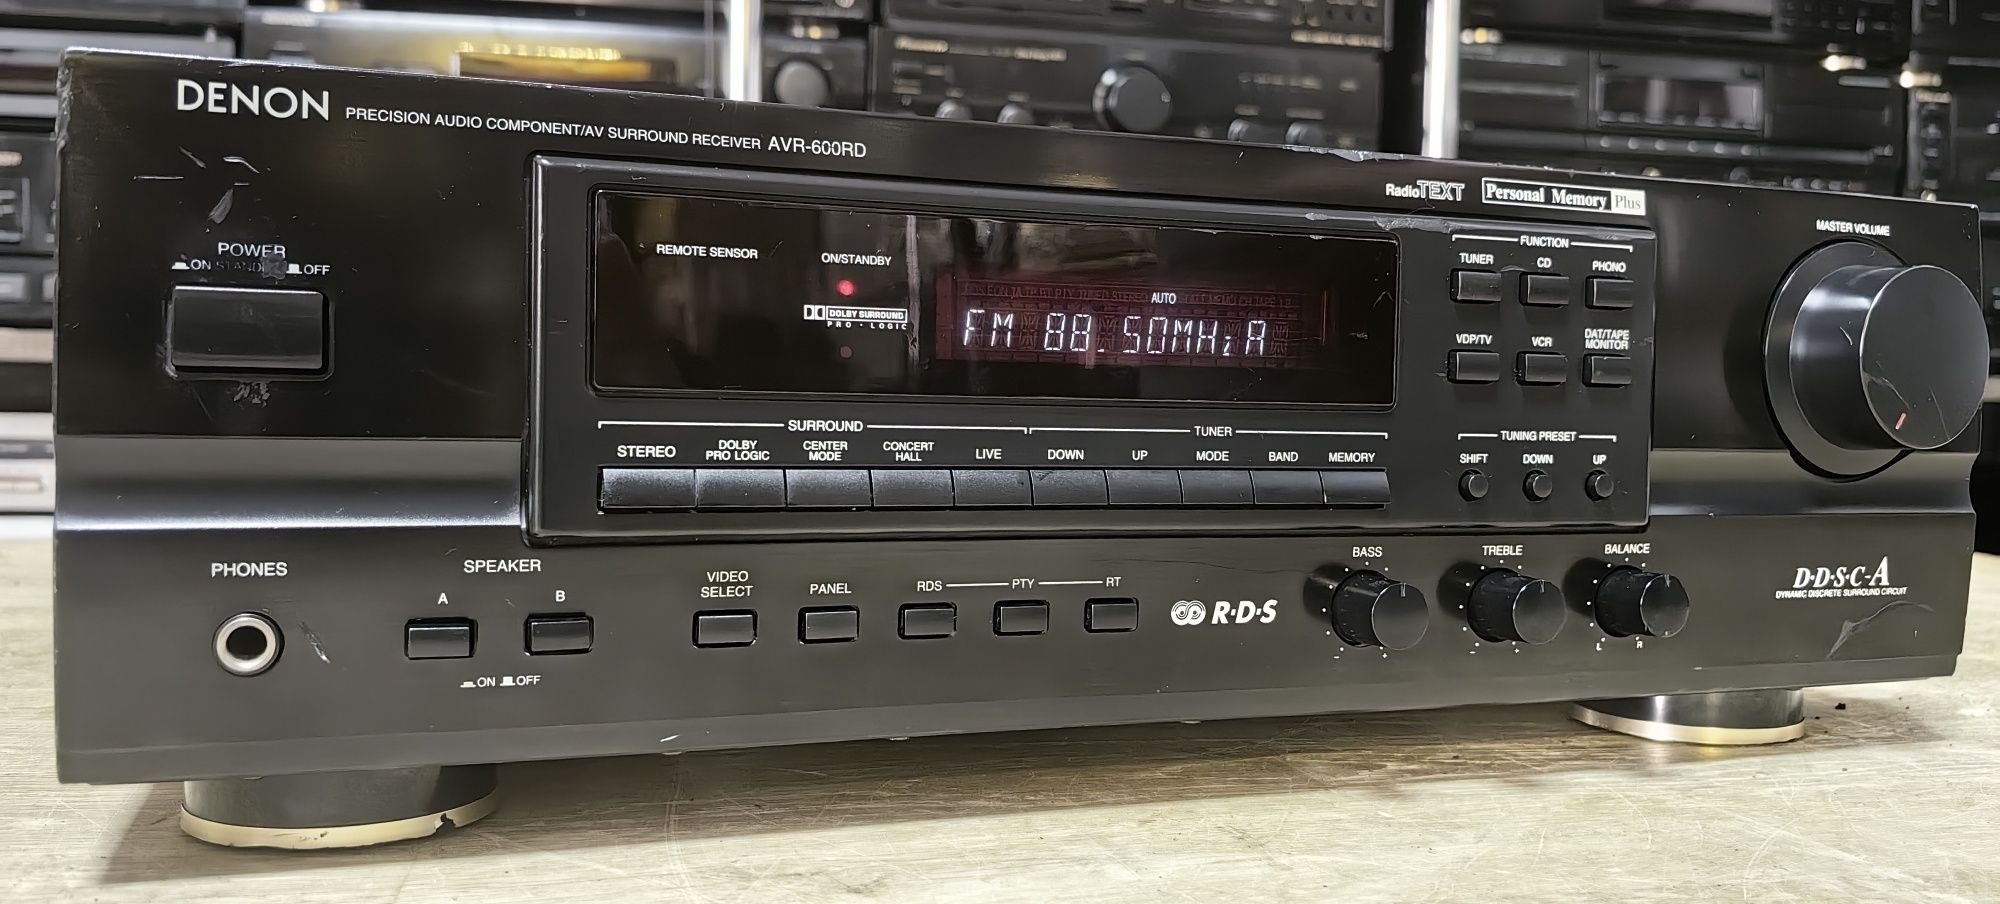 DENON PRECISION AUDIO COMPONENT/AV SURROUND RECEIVER AVR-600RD
RadioTEXT Personal Memory Plus
POWER
ON STANDBY OFF
REMOTE SENSOR
ON/STANDBY
DOLBY SURROUND
PRO · LOGIC
AUTO
FM 88.50MHz A
FUNCTION
TUNER CD PHONO
VDP/TV VCR DAT/TAPE MONITOR
MASTER VOLUME
SURROUND TUNER
STEREO DOLBY PRO LOGIC CENTER MODE CONCERT HALL LIVE DOWN UP MODE BAND MEMORY
TUNING PRESET
SHIFT DOWN UP
PHONES
SPEAKER
A B
ON OFF
VIDEO SELECT PANEL RDS PTY RT
R·D·S
BASS TREBLE BALANCE
- + - + L R
D·D·S·C-A
DYNAMIC DISCRETE SURROUND CIRCUIT